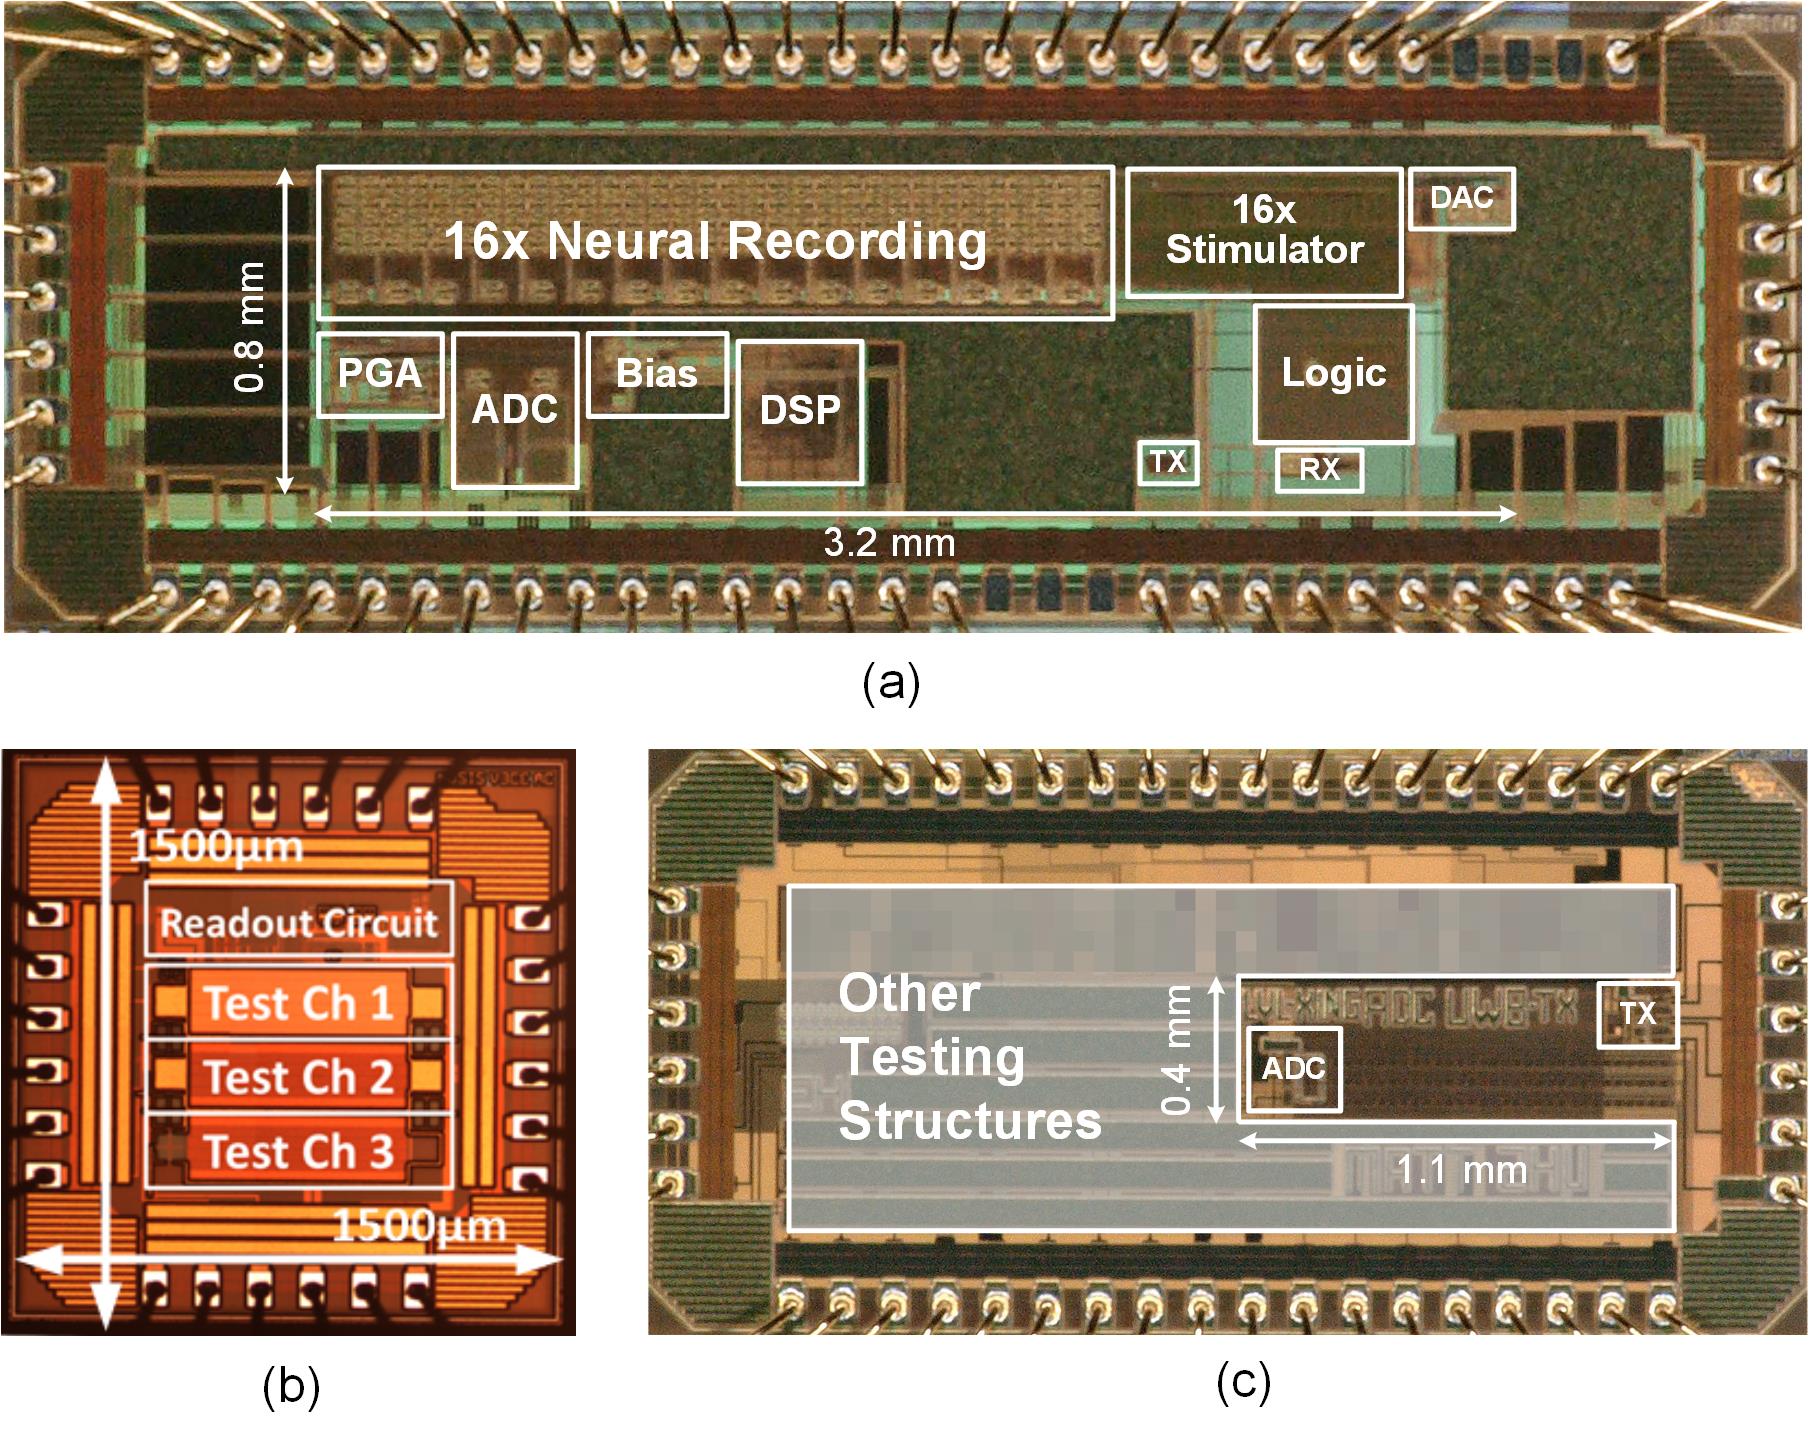 16x Neural Recording
16x
Stimulator
DAC
0.8 mm
PGA
ADC
Bias
DSP
Logic
TX
RX
3.2 mm
(a)
1500µm
Readout Circuit
Test Ch 1
Test Ch 2
Test Ch 3
1500µm
(b)
Other
Testing
Structures
0.4 mm
ADC UWB-TX
TX
ADC
1.1 mm
(c)